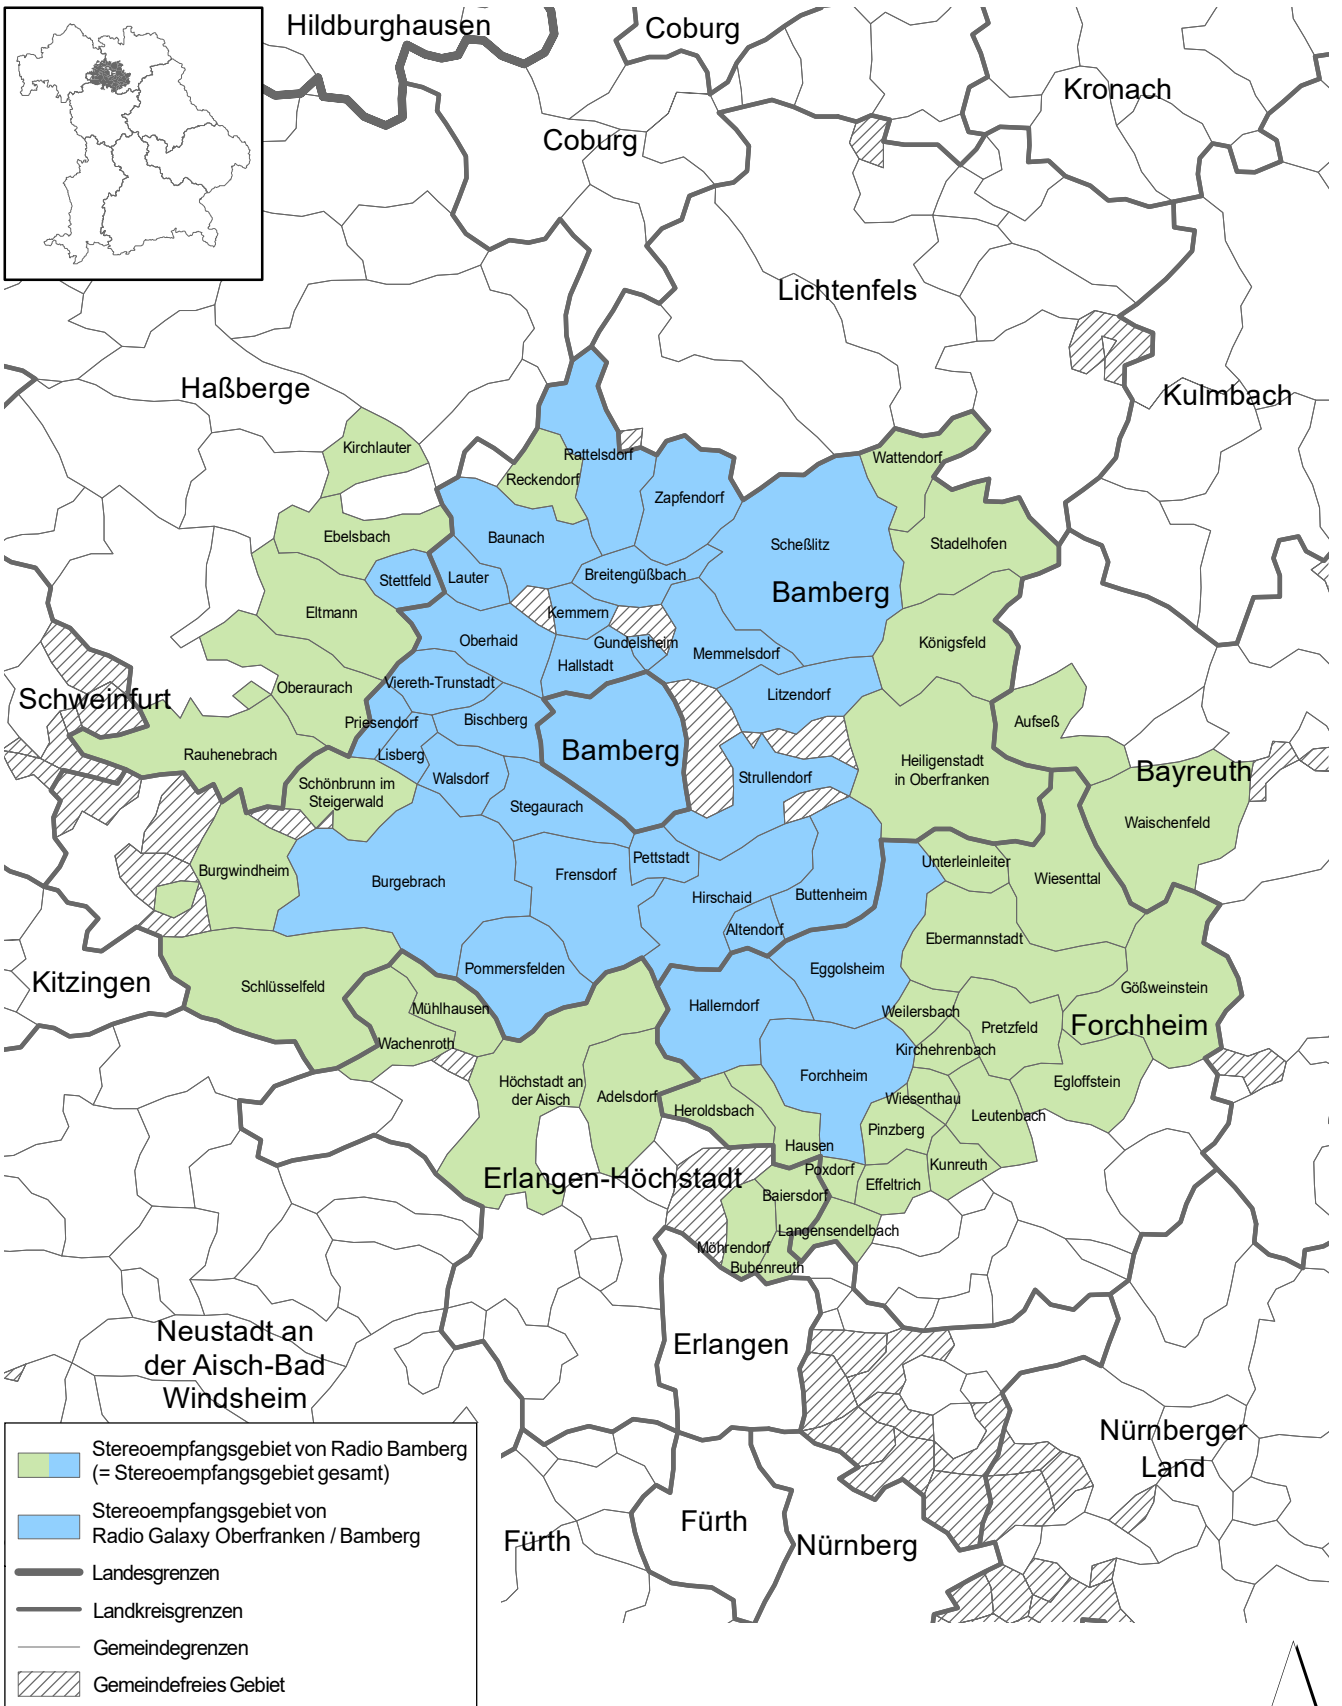 Hildburghausen
Coburg
Kronach
Coburg
Lichtenfels
Haßberge
Kulmbach
Kirchlauter
Rattelsdorf
Wattendorf
Reckendorf
Zapfendorf
Ebelsbach
Baunach
Scheßlitz
Stadelhofen
Stettfeld
Lauter
Breitengüßbach
Bamberg
Eltmann
Kemmern
Oberhaid
Gundelsheim
Königsfeld
Hallstadt
Memmelsdorf
Oberaurach
Viereth-Trunstadt
Litzendorf
Schweinfurt
Priesendorf
Bischberg
Aufseß
Rauhenebrach
Lisberg
Bamberg
Heiligenstadt
in Oberfranken
Bayreuth
Schönbrunn im
Steigerwald
Walsdorf
Strullendorf
Stegaurach
Waischenfeld
Burgwindheim
Pettstadt
Unterleinleiter
Burgebrach
Frensdorf
Wiesenttal
Hirschaid
Buttenheim
Altendorf
Ebermannstadt
Kitzingen
Pommersfelden
Eggolsheim
Schlüsselfeld
Gößweinstein
Mühlhausen
Hallerndorf
Weilersbach
Pretzfeld
Forchheim
Wachenroth
Kirchehrenbach
Höchstadt an
der Aisch
Adelsdorf
Forchheim
Egloffstein
Heroldsbach
Wiesenthau
Leutenbach
Pinzberg
Hausen
Poxdorf
Kunreuth
Erlangen-Höchstadt
Effeltrich
Baiersdorf
Langensendelbach
Möhrendorf
Bubenreuth
Neustadt an
der Aisch-Bad
Windsheim
Erlangen
Nürnberger
Land
Fürth
Fürth
Nürnberg
Stereoempfangsgebiet von Radio Bamberg
(= Stereoempfangsgebiet gesamt)
Stereoempfangsgebiet von
Radio Galaxy Oberfranken / Bamberg
Landesgrenzen
Landkreisgrenzen
Gemeindegrenzen
Gemeindefreies Gebiet